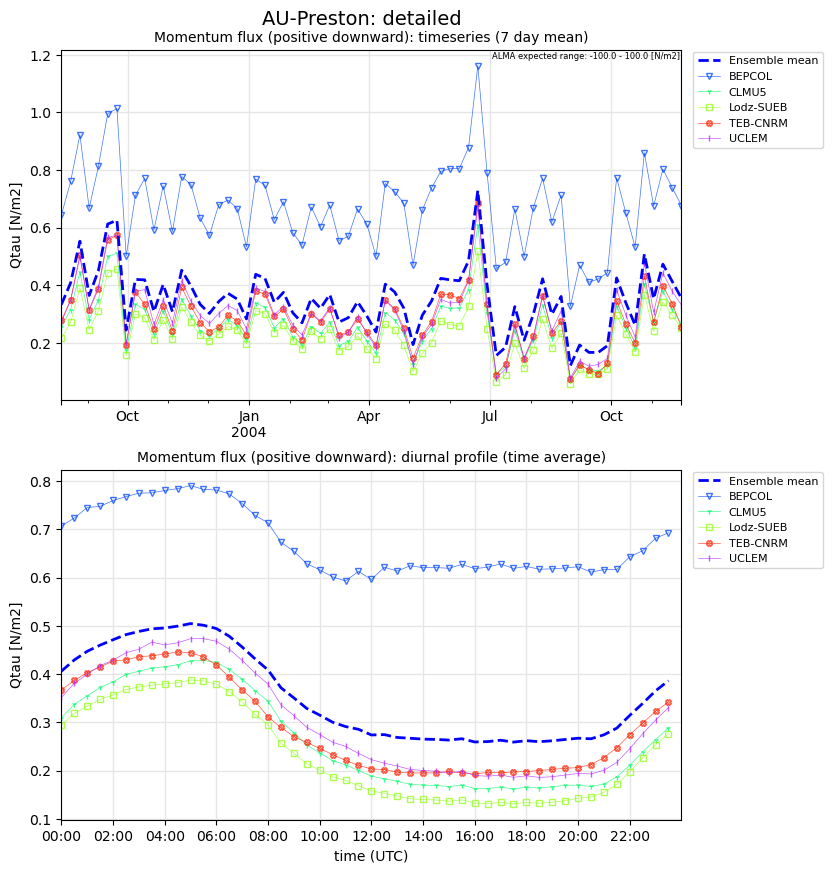 AU-Preston: detailed
Momentum flux (positive downward): timeseries (7 day mean)
ALMA expected range: -100.0 - 100.0 [N/m2]
Qtau [N/m2]
1.2
1.0
0.8
0.6
0.4
0.2
Oct
Jan
2004
Apr
Jul
Oct
Ensemble mean
BEPCOL
CLMU5
Lodz-SUEB
TEB-CNRM
UCLEM
Momentum flux (positive downward): diurnal profile (time average)
Qtau [N/m2]
0.8
0.7
0.6
0.5
0.4
0.3
0.2
0.1
00:00 02:00 04:00 06:00 08:00 10:00 12:00 14:00 16:00 18:00 20:00 22:00
time (UTC)
Ensemble mean
BEPCOL
CLMU5
Lodz-SUEB
TEB-CNRM
UCLEM